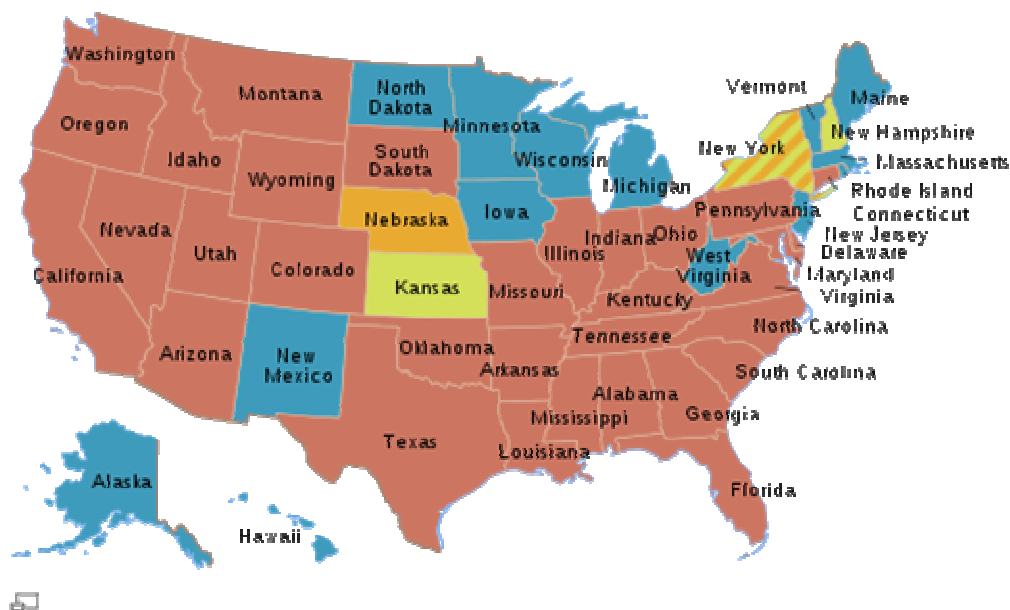 Washington
Montana
North
Dakota
Minnesota
Vermont
Maine
Oregon
Idaho
South
Dakota
Wisconsin
New York
New Hampshire
Massachusetts
Wyoming
Michigan
Rhode Island
Nebraska
Iowa
Pennsylvania
Connecticut
Nevada
Utah
Colorado
Illinois
Indiana
Ohio
New Jersey
Delaware
California
Kansas
Missouri
West
Virginia
Maryland
Kentucky
Virginia
Arizona
New
Mexico
Oklahoma
Tennessee
North Carolina
Arkansas
South Carolina
Alabama
Mississippi
Georgia
Texas
Louisiana
Alaska
Florida
Hawaii